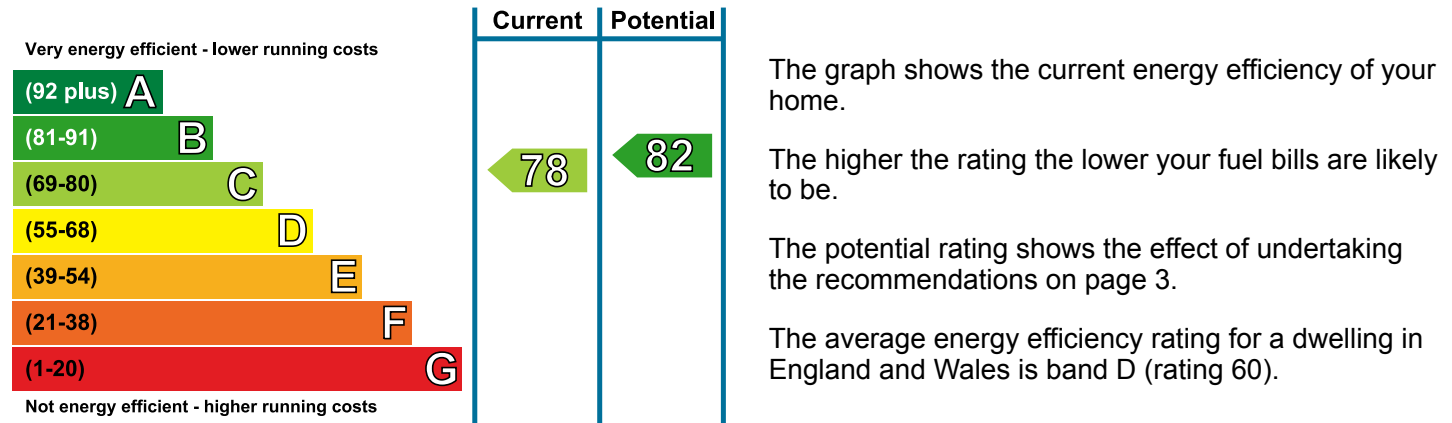 Current Potential
Very energy efficient - lower running costs
(92 plus) A
(81-91) B
(69-80) C
(55-68) D
(39-54) E
(21-38) F
(1-20) G
Not energy efficient - higher running costs
78
82
The graph shows the current energy efficiency of your
home.
The higher the rating the lower your fuel bills are likely
to be.
The potential rating shows the effect of undertaking
the recommendations on page 3.
The average energy efficiency rating for a dwelling in
England and Wales is band D (rating 60).